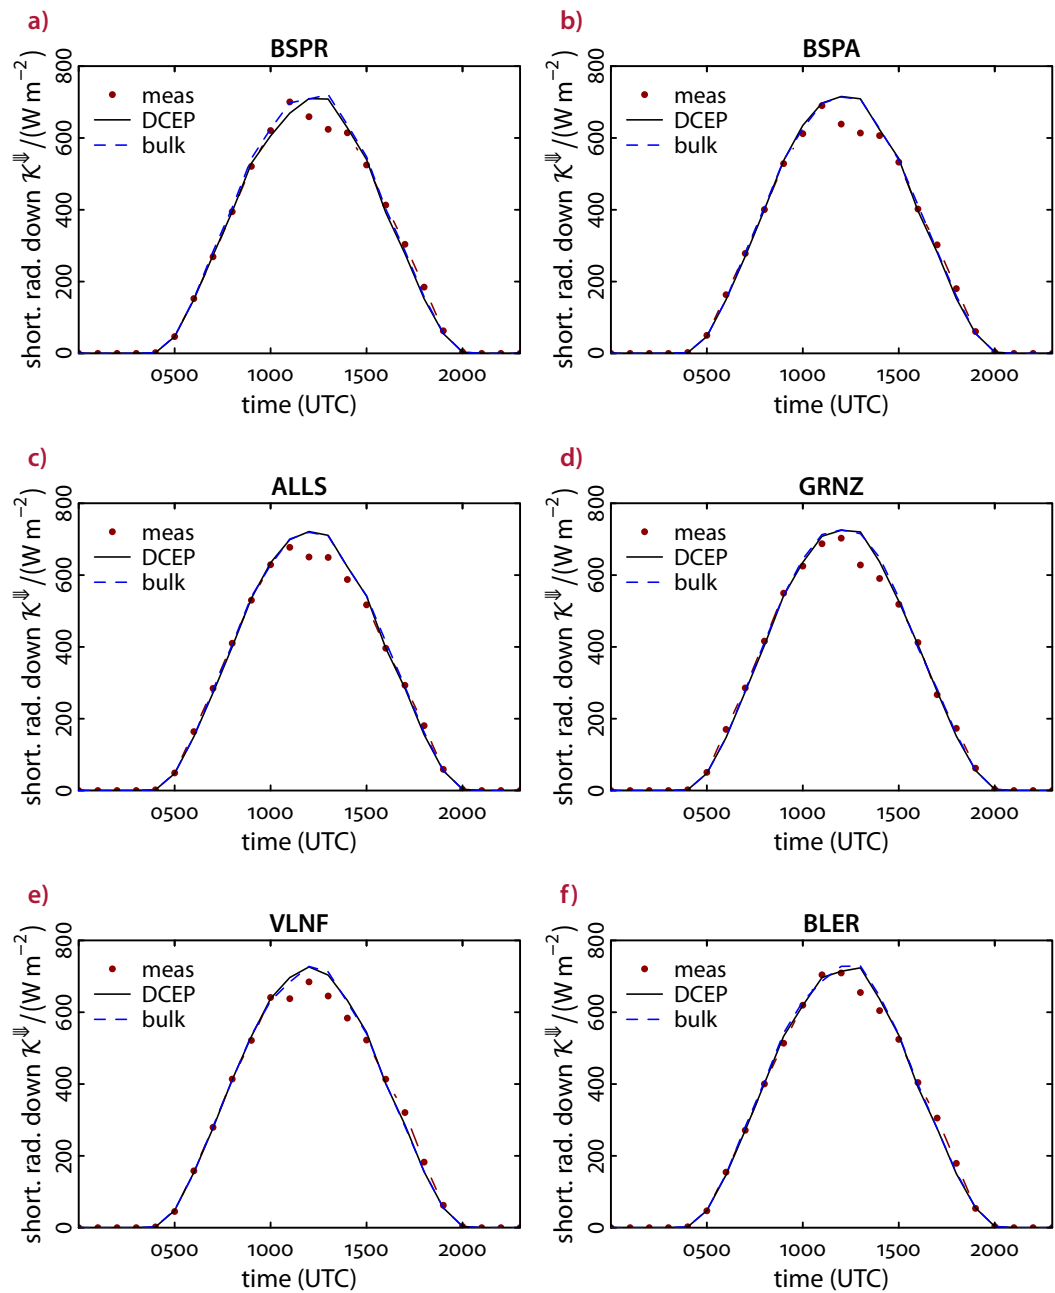 a)
BSPR
short. rad. down 𝒦⤋/(W m⁻²)
0 200 400 600 800
meas
DCEP
bulk
0500 1000 1500 2000
time (UTC)
b)
BSPA
short. rad. down 𝒦⤋/(W m⁻²)
0 200 400 600 800
meas
DCEP
bulk
0500 1000 1500 2000
time (UTC)
c)
ALLS
short. rad. down 𝒦⤋/(W m⁻²)
0 200 400 600 800
meas
DCEP
bulk
0500 1000 1500 2000
time (UTC)
d)
GRNZ
short. rad. down 𝒦⤋/(W m⁻²)
0 200 400 600 800
meas
DCEP
bulk
0500 1000 1500 2000
time (UTC)
e)
VLNF
short. rad. down 𝒦⤋/(W m⁻²)
0 200 400 600 800
meas
DCEP
bulk
0500 1000 1500 2000
time (UTC)
f)
BLER
short. rad. down 𝒦⤋/(W m⁻²)
0 200 400 600 800
meas
DCEP
bulk
0500 1000 1500 2000
time (UTC)